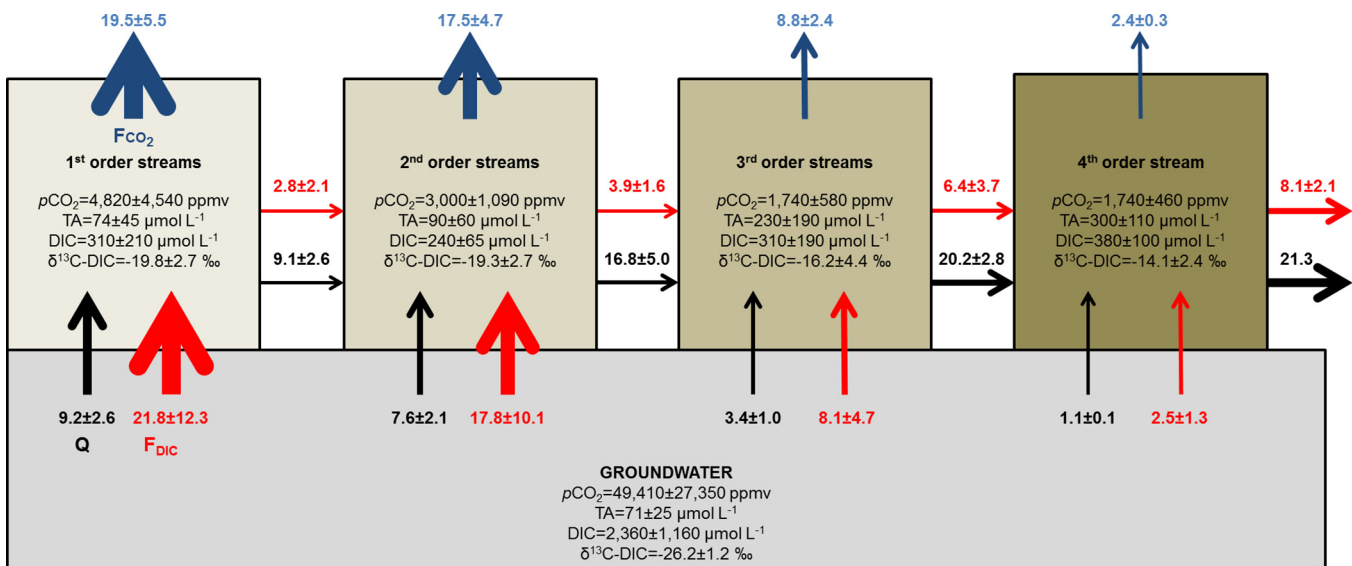 19.5±5.5
17.5±4.7
8.8±2.4
2.4±0.3
FCO₂
1st order streams
pCO₂=4,820±4,540 ppmv
TA=74±45 µmol L⁻¹
DIC=310±210 µmol L⁻¹
δ¹³C-DIC=-19.8±2.7 ‰
2.8±2.1
9.1±2.6
2nd order streams
pCO₂=3,000±1,090 ppmv
TA=90±60 µmol L⁻¹
DIC=240±65 µmol L⁻¹
δ¹³C-DIC=-19.3±2.7 ‰
3.9±1.6
16.8±5.0
3rd order streams
pCO₂=1,740±580 ppmv
TA=230±190 µmol L⁻¹
DIC=310±190 µmol L⁻¹
δ¹³C-DIC=-16.2±4.4 ‰
6.4±3.7
20.2±2.8
4th order stream
pCO₂=1,740±460 ppmv
TA=300±110 µmol L⁻¹
DIC=380±100 µmol L⁻¹
δ¹³C-DIC=-14.1±2.4 ‰
8.1±2.1
21.3
9.2±2.6
21.8±12.3
Q
FDIC
7.6±2.1
17.8±10.1
3.4±1.0
8.1±4.7
1.1±0.1
2.5±1.3
GROUNDWATER
pCO₂=49,410±27,350 ppmv
TA=71±25 µmol L⁻¹
DIC=2,360±1,160 µmol L⁻¹
δ¹³C-DIC=-26.2±1.2 ‰